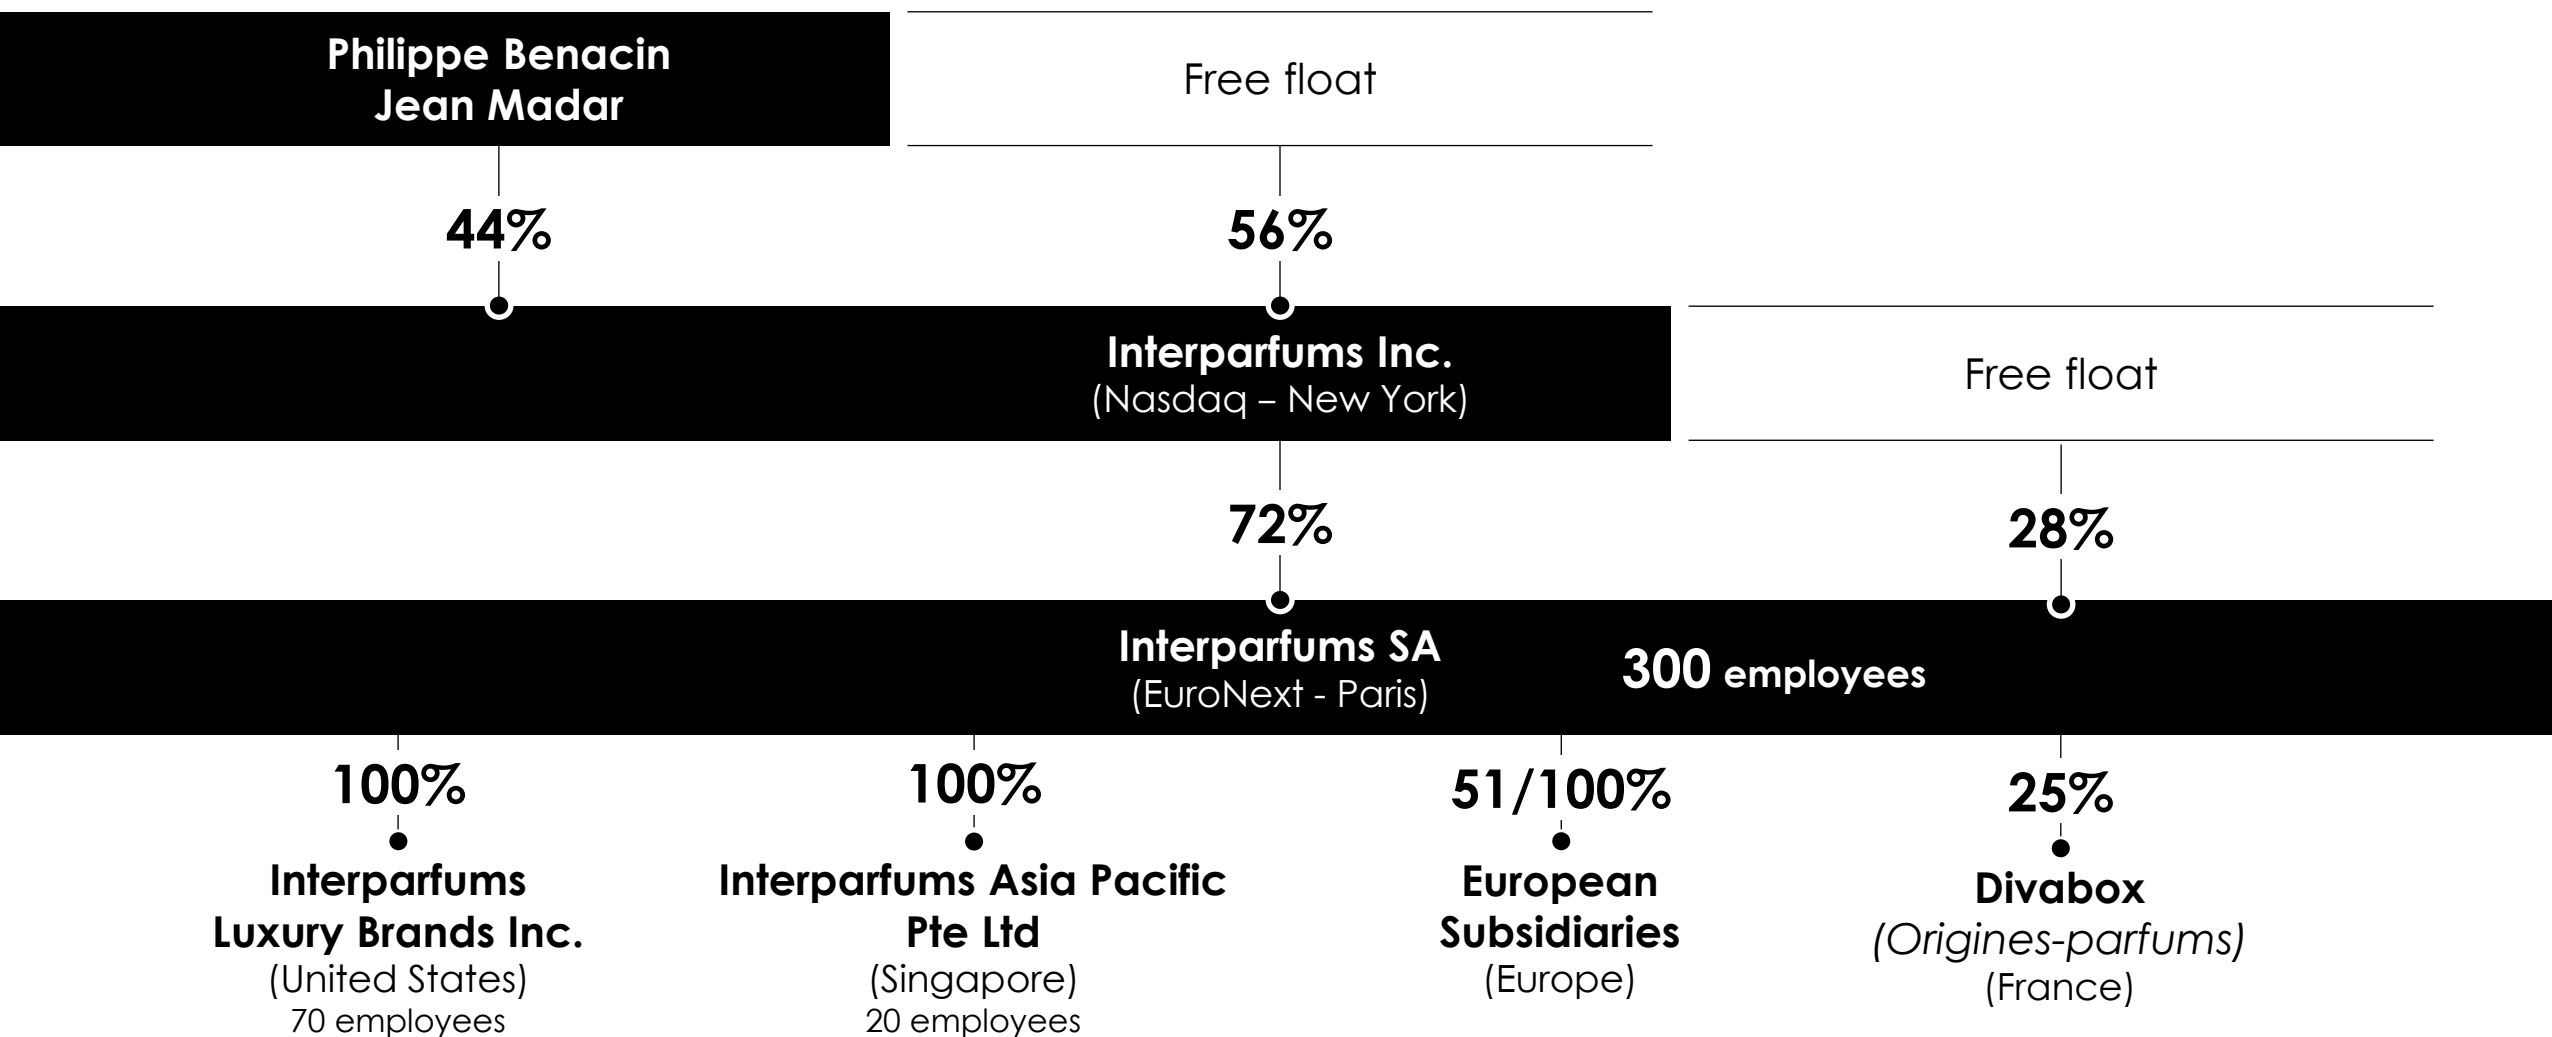 Philippe Benacin
Jean Madar
Free float
44%
56%
Interparfums Inc.
(Nasdaq – New York)
Free float
72%
28%
Interparfums SA
(EuroNext - Paris)
300 employees
100%
Interparfums
Luxury Brands Inc.
(United States)
70 employees
100%
Interparfums Asia Pacific
Pte Ltd
(Singapore)
20 employees
51/100%
European
Subsidiaries
(Europe)
25%
Divabox
(Origines-parfums)
(France)